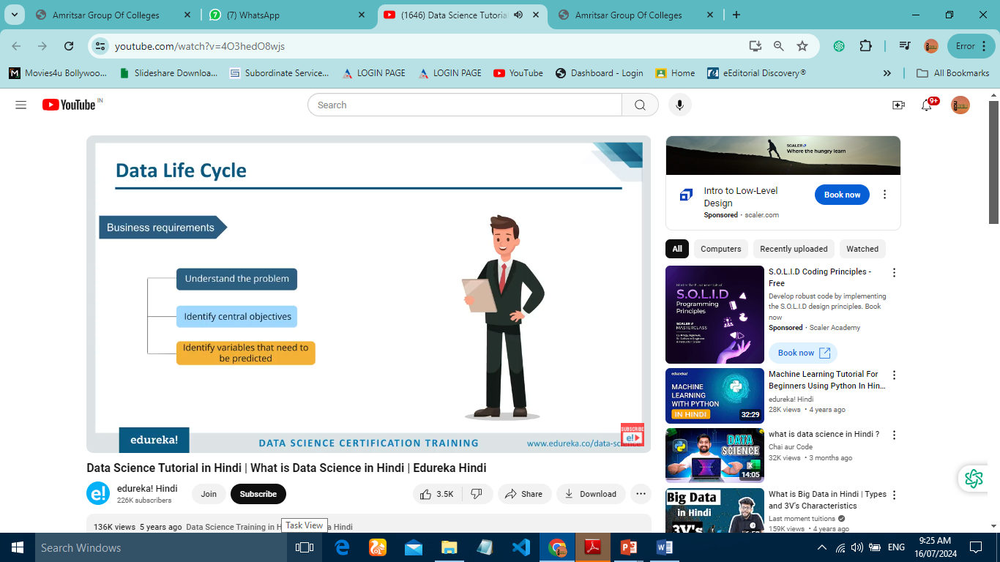 Amritsar Group Of Colleges
(7) WhatsApp
(1646) Data Science Tutorial
Amritsar Group Of Colleges
youtube.com/watch?v=4O3hedO8wjs
Error
Movies4u Bollywoo...
Slideshare Downloa...
Subordinate Service...
LOGIN PAGE
LOGIN PAGE
YouTube
Dashboard - Login
Home
eEditorial Discovery®
All Bookmarks
YouTube IN
Search
9+
Data Life Cycle
Business requirements
Understand the problem
Identify central objectives
Identify variables that need to
be predicted
edureka!
DATA SCIENCE CERTIFICATION TRAINING
www.edureka.co/data-science
SUBSCRIBE
e!
Data Science Tutorial in Hindi | What is Data Science in Hindi | Edureka Hindi
edureka! Hindi
226K subscribers
Join
Subscribe
3.5K
Share
Download
136K views 5 years ago Data Science Training in H
a Hindi
Task View
SCALER
Where the hungry learn
Intro to Low-Level
Design
Sponsored · scaler.com
Book now
All
Computers
Recently uploaded
Watched
Master the Fundamentals of
S.O.L.I.D
Programming
Principles
SCALER
MASTERCLASS
S.O.L.I.D Coding Principles -
Free
Develop robust code by implementing
the S.O.L.I.D design principles. Book
now
Sponsored · Scaler Academy
Book now
edureka!
MACHINE
LEARNING
WITH PYTHON
IN HINDI
32:29
Machine Learning Tutorial For
Beginners Using Python In Hin...
edureka! Hindi
28K views • 4 years ago
DATA
SCIENCE
14:05
what is data science in Hindi ?
Chai aur Code
32K views • 3 months ago
Big Data
in Hindi
3V's
What is Big Data in Hindi | Types
and 3V's Characteristics
Last moment tuitions
159K views • 4 years ago
Search Windows
ENG
9:25 AM
16/07/2024